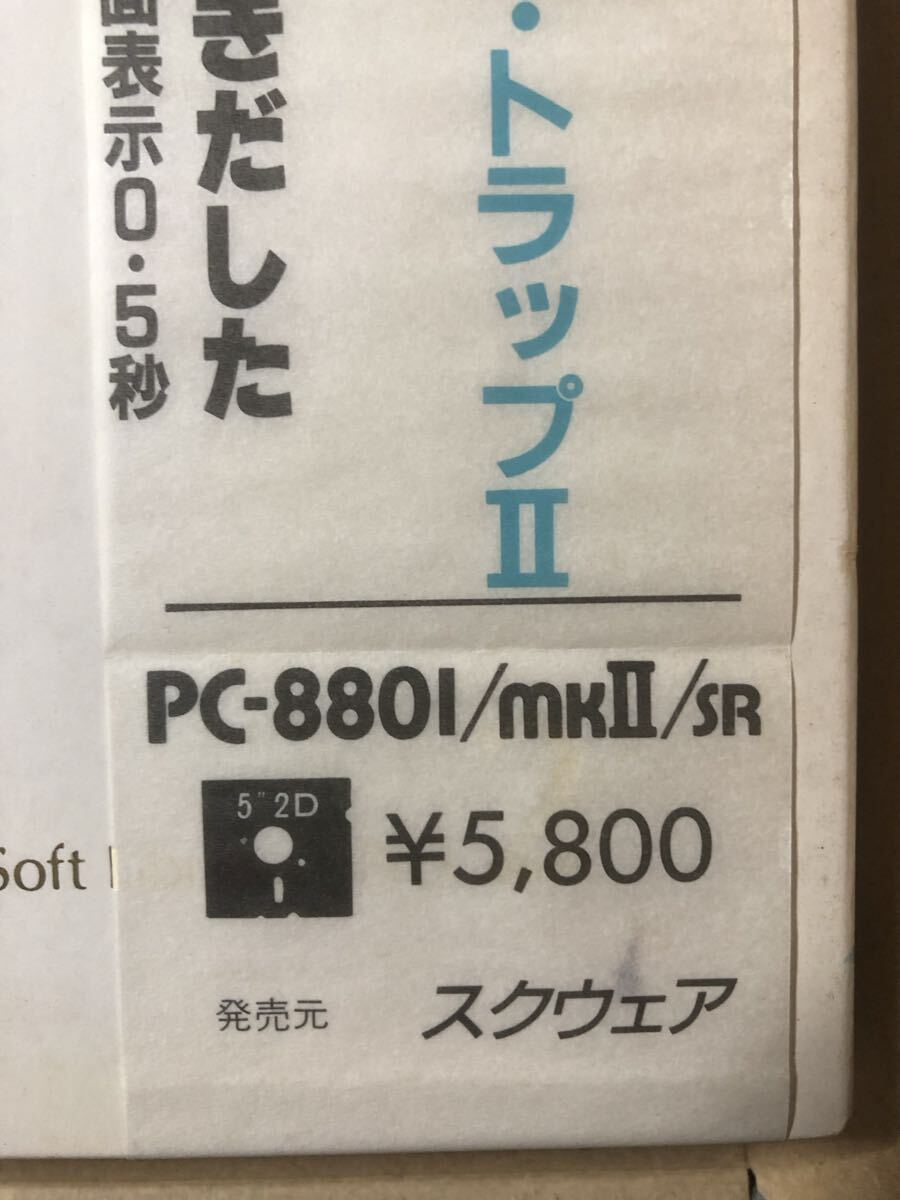 ・トラップⅡ
きだした
面表示0・5秒
PC-8801/mkⅡ/SR
5"2D
¥5,800
Soft
発売元 スクウェア